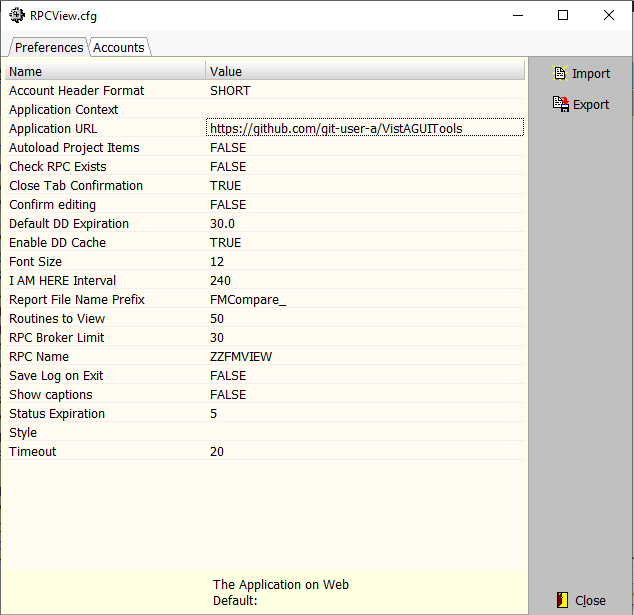 RPCView.cfg
Preferences Accounts
Name Value
Account Header Format SHORT
Application Context
Application URL https://github.com/git-user-a/VistAGUITools
Autoload Project Items FALSE
Check RPC Exists FALSE
Close Tab Confirmation TRUE
Confirm editing FALSE
Default DD Expiration 30.0
Enable DD Cache TRUE
Font Size 12
I AM HERE Interval 240
Report File Name Prefix FMCompare_
Routines to View 50
RPC Broker Limit 30
RPC Name ZZFMVIEW
Save Log on Exit FALSE
Show captions FALSE
Status Expiration 5
Style
Timeout 20
The Application on Web
Default:
Import
Export
Close